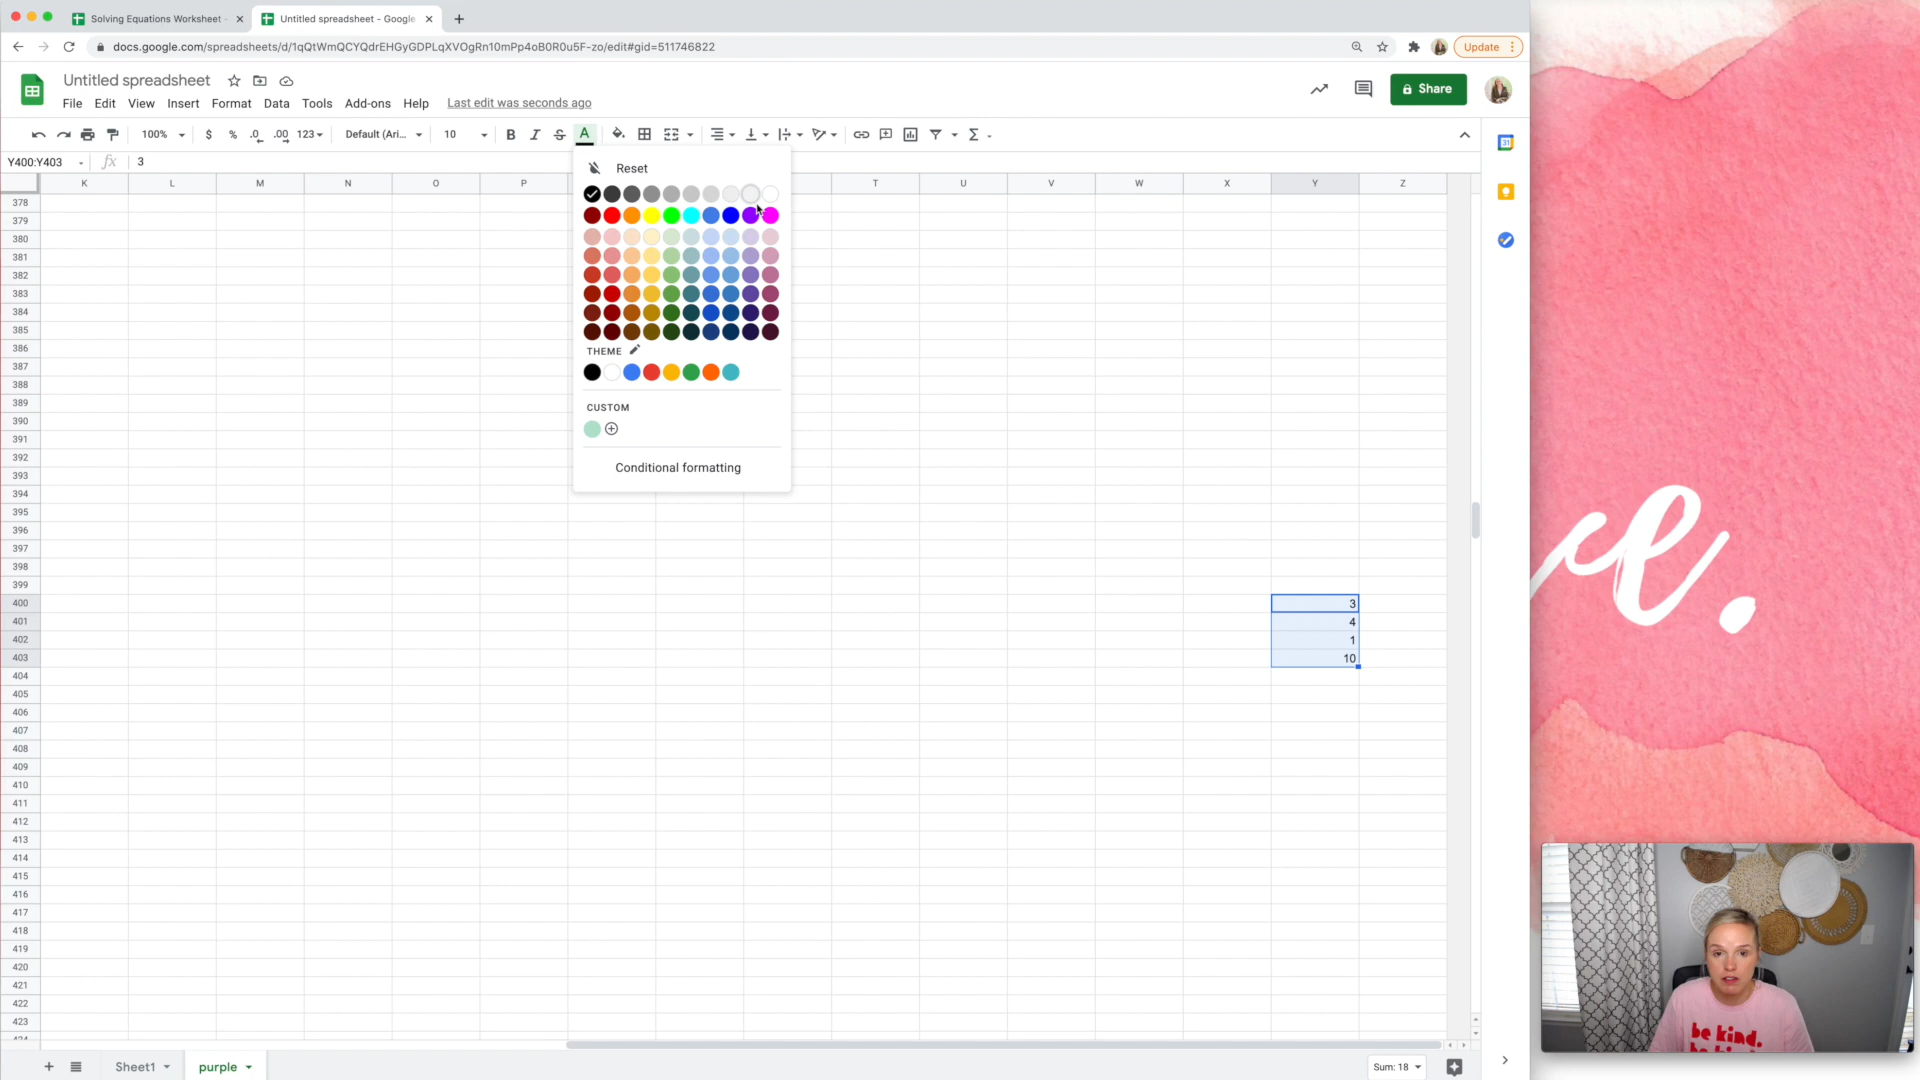 Solving Equations Worksheet -
Untitled spreadsheet - Google
docs.google.com/spreadsheets/d/1qQtWmQCYQdrEHGyGDPLqXVOgRn10mPp4oB0R0u5F-zo/edit#gid=511746822
Update
Untitled spreadsheet
File Edit View Insert Format Data Tools Add-ons Help Last edit was seconds ago
Share
100% $ % .0 .00 123 Default (Ari... 10 B I S A Σ
Y400:Y403 fx 3
Reset
K L M N O P T U V W X Y Z
378
379
380
381
382
383
384
385
386
387
388
389
390
391
392
393
394
395
396
397
398
399
400 3
401 4
402 1
403 10
404
405
406
407
408
409
410
411
412
413
414
415
416
417
418
419
420
421
422
423
THEME
CUSTOM
Conditional formatting
31
be kind.
Sheet1 purple Sum: 18